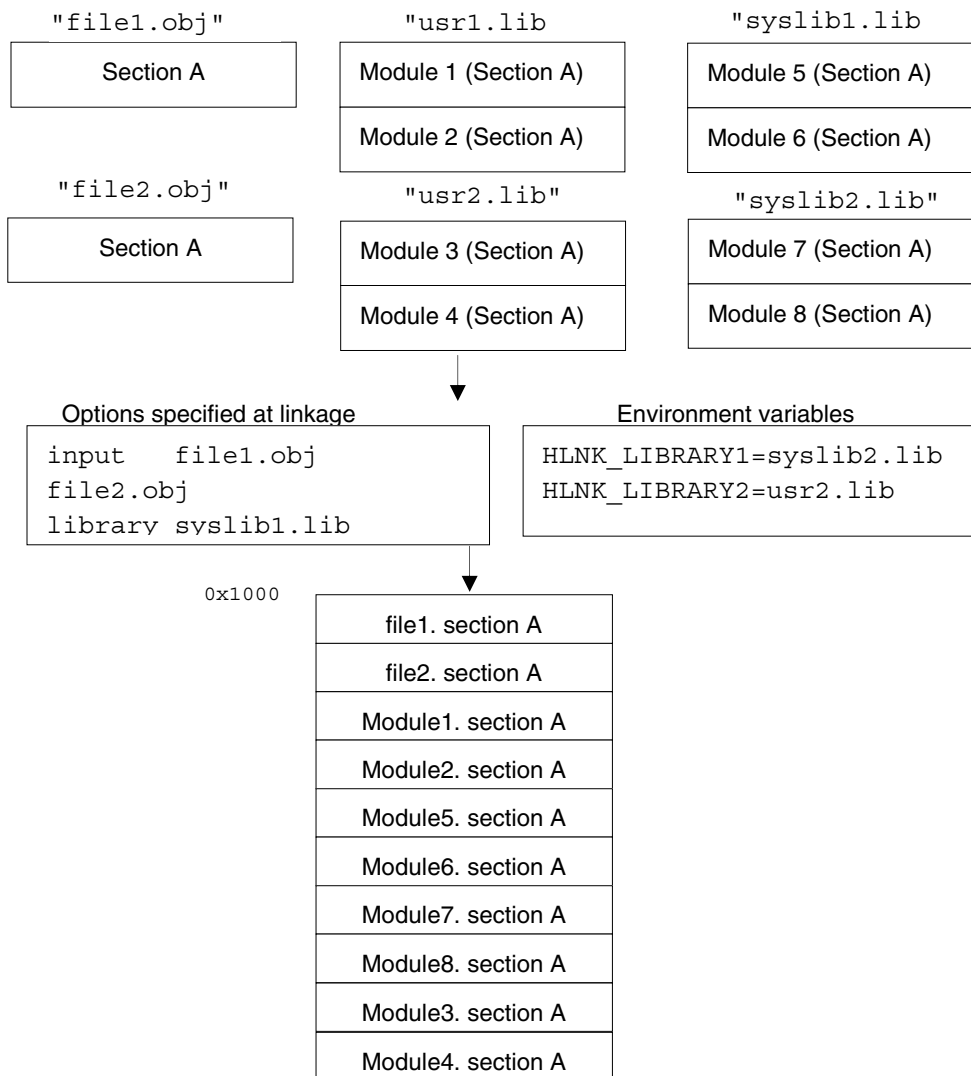 "file1.obj"
Section A
"usr1.lib
Module 1 (Section A)
Module 2 (Section A)
"syslib1.lib
Module 5 (Section A)
Module 6 (Section A)
"file2.obj"
Section A
"usr2.lib"
Module 3 (Section A)
Module 4 (Section A)
"syslib2.lib"
Module 7 (Section A)
Module 8 (Section A)
Options specified at linkage
input file1.obj
file2.obj
library syslib1.lib
Environment variables
HLNK_LIBRARY1=syslib2.lib
HLNK_LIBRARY2=usr2.lib
0x1000
file1. section A
file2. section A
Module1. section A
Module2. section A
Module5. section A
Module6. section A
Module7. section A
Module8. section A
Module3. section A
Module4. section A